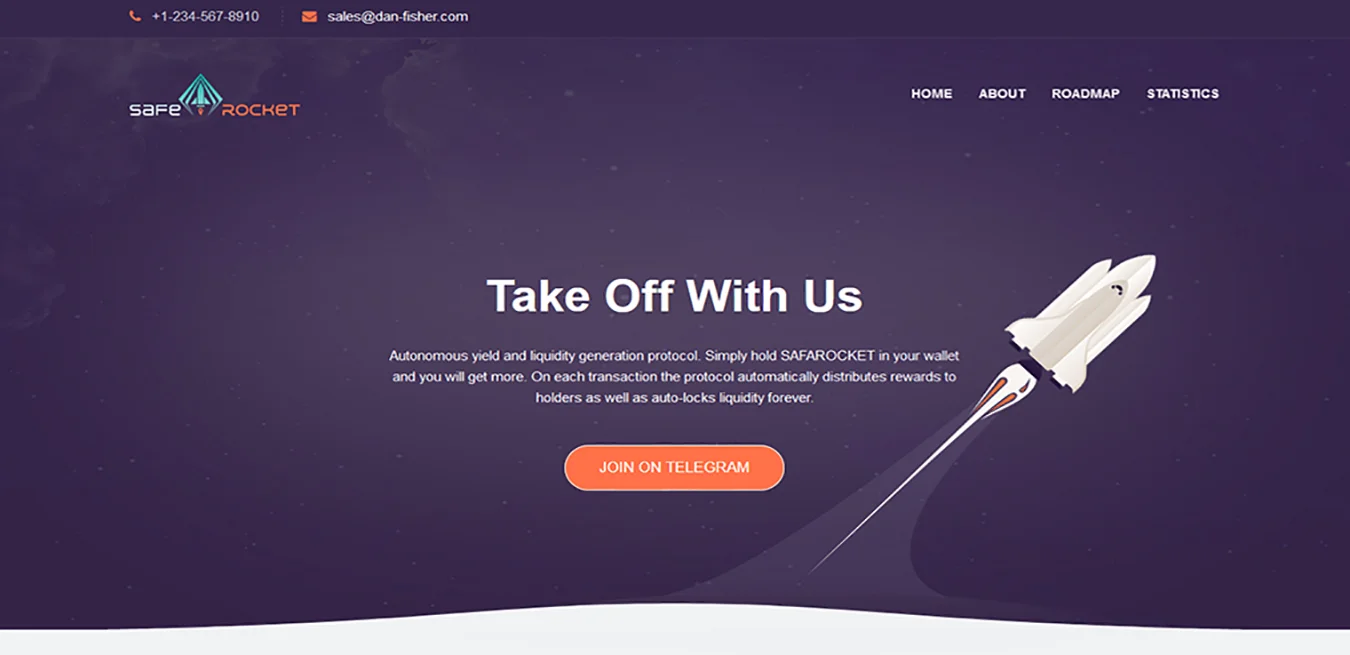 +1-234-567-8910 sales@dan-fisher.com
SAFE ROCKET
HOME ABOUT ROADMAP STATISTICS
Take Off With Us
Autonomous yield and liquidity generation protocol. Simply hold SAFAROCKET in your wallet
and you will get more. On each transaction the protocol automatically distributes rewards to
holders as well as auto-locks liquidity forever.
JOIN ON TELEGRAM